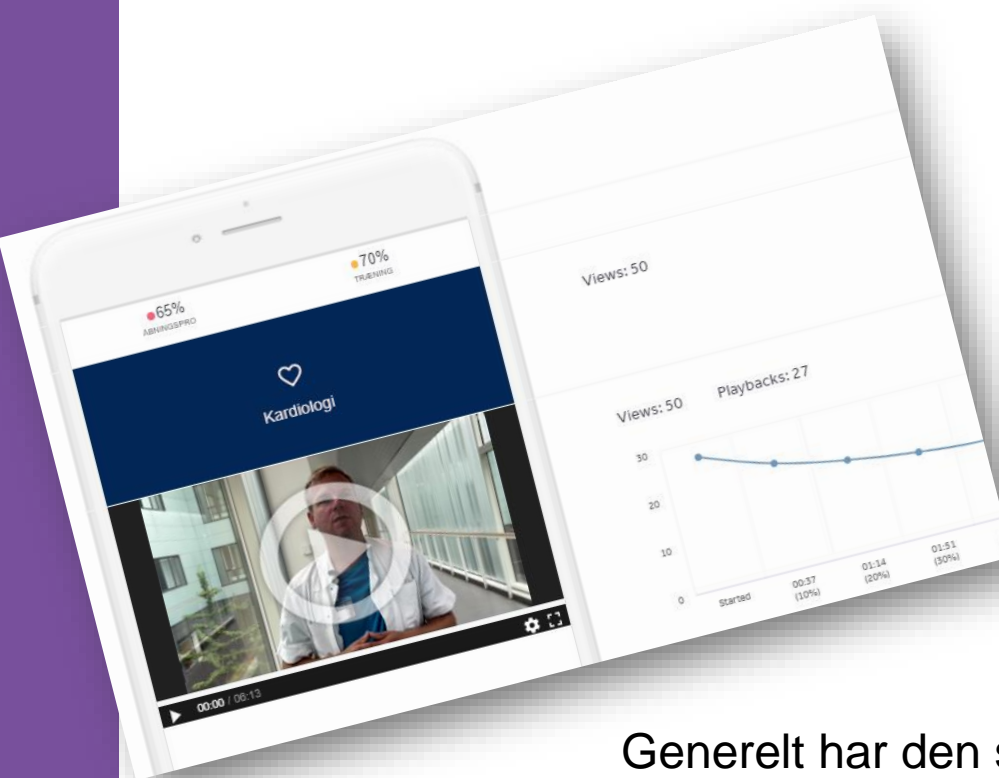 65%
ÅBNINGSPRO
70%
TRÆNING
Kardiologi
00:00 / 06:13
Views: 50
Views: 50 Playbacks: 27
30
20
10
0
Started
00:37
(10%)
01:14
(20%)
01:51
(30%)
Generelt har den s